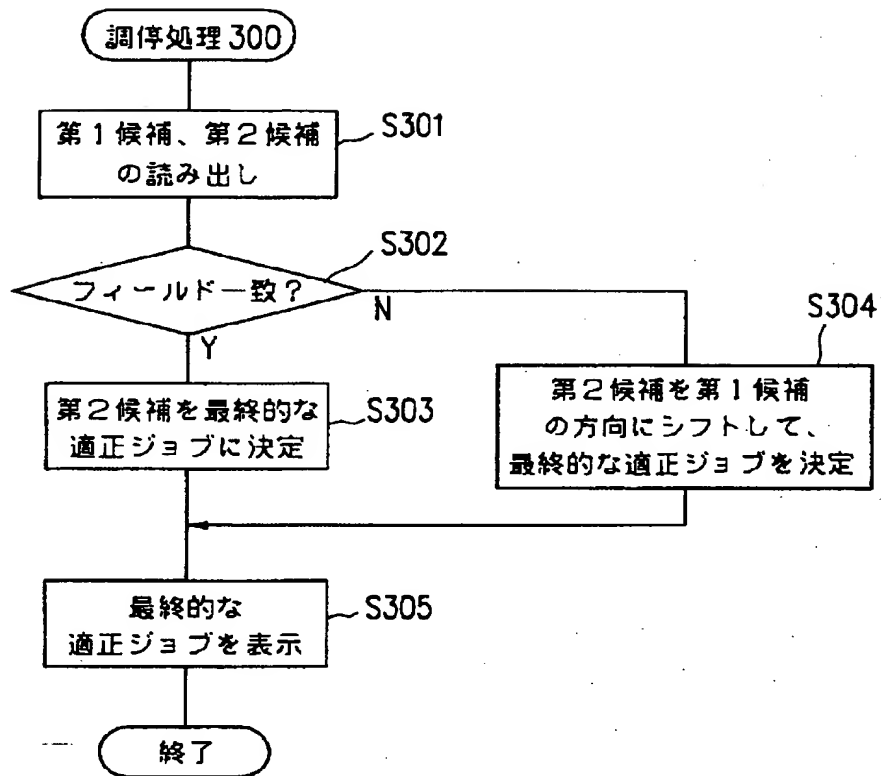 調停処理300
第1候補、第2候補
の読み出し
S301
フィールド一致?
S302
N
Y
第2候補を最終的な
適正ジョブに決定
S303
S304
第2候補を第1候補
の方向にシフトして、
最終的な適正ジョブを決定
最終的な
適正ジョブを表示
S305
終了